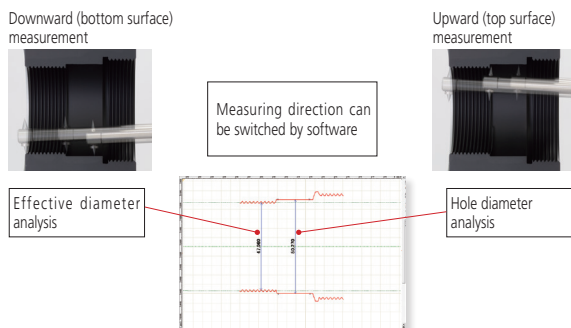 Downward (bottom surface)
measurement
Upward (top surface)
measurement
Measuring direction can
be switched by software
Effective diameter
analysis
Hole diameter
analysis